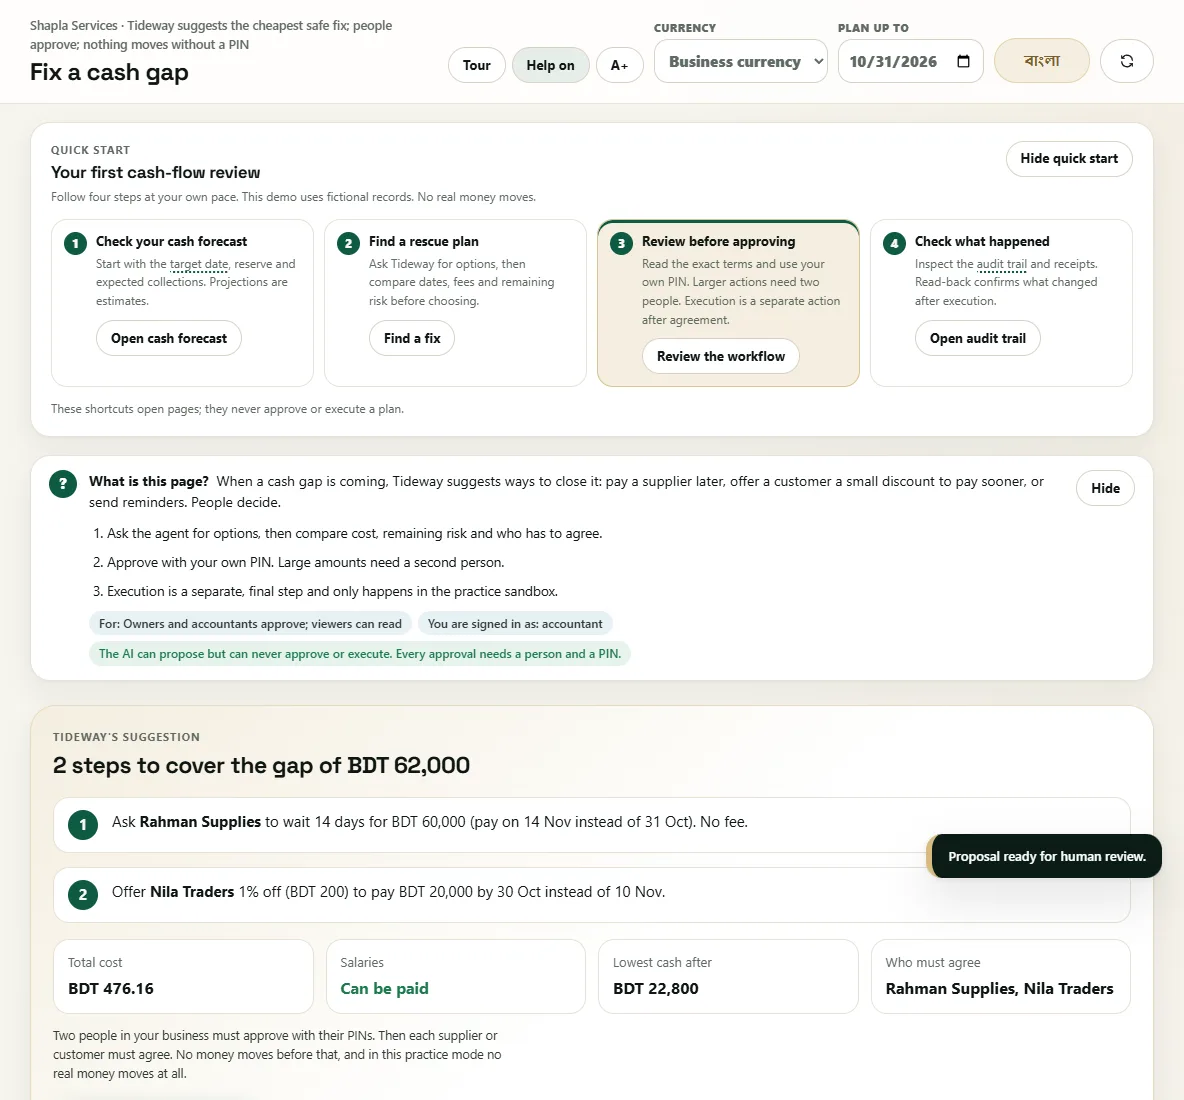 Shapla Services · Tideway suggests the cheapest safe fix; people
approve; nothing moves without a PIN
Fix a cash gap
Tour
Help on
A+
CURRENCY
Business currency
PLAN UP TO
10/31/2026
বাংলা
QUICK START
Your first cash-flow review
Follow four steps at your own pace. This demo uses fictional records. No real money moves.
Hide quick start
1
Check your cash forecast
Start with the target date, reserve and
expected collections. Projections are
estimates.
Open cash forecast
2
Find a rescue plan
Ask Tideway for options, then
compare dates, fees and remaining
risk before choosing.
Find a fix
3
Review before approving
Read the exact terms and use your
own PIN. Larger actions need two
people. Execution is a separate action
after agreement.
Review the workflow
4
Check what happened
Inspect the audit trail and receipts.
Read-back confirms what changed
after execution.
Open audit trail
These shortcuts open pages; they never approve or execute a plan.
?
What is this page? When a cash gap is coming, Tideway suggests ways to close it: pay a supplier later, offer a customer a small discount to pay sooner, or
send reminders. People decide.
Hide
1. Ask the agent for options, then compare cost, remaining risk and who has to agree.
2. Approve with your own PIN. Large amounts need a second person.
3. Execution is a separate, final step and only happens in the practice sandbox.
For: Owners and accountants approve; viewers can read
You are signed in as: accountant
The AI can propose but can never approve or execute. Every approval needs a person and a PIN.
TIDEWAY'S SUGGESTION
2 steps to cover the gap of BDT 62,000
1
Ask Rahman Supplies to wait 14 days for BDT 60,000 (pay on 14 Nov instead of 31 Oct). No fee.
Proposal ready for human review.
2
Offer Nila Traders 1% off (BDT 200) to pay BDT 20,000 by 30 Oct instead of 10 Nov.
Total cost
BDT 476.16
Salaries
Can be paid
Lowest cash after
BDT 22,800
Who must agree
Rahman Supplies, Nila Traders
Two people in your business must approve with their PINs. Then each supplier or
customer must agree. No money moves before that, and in this practice mode no
real money moves at all.